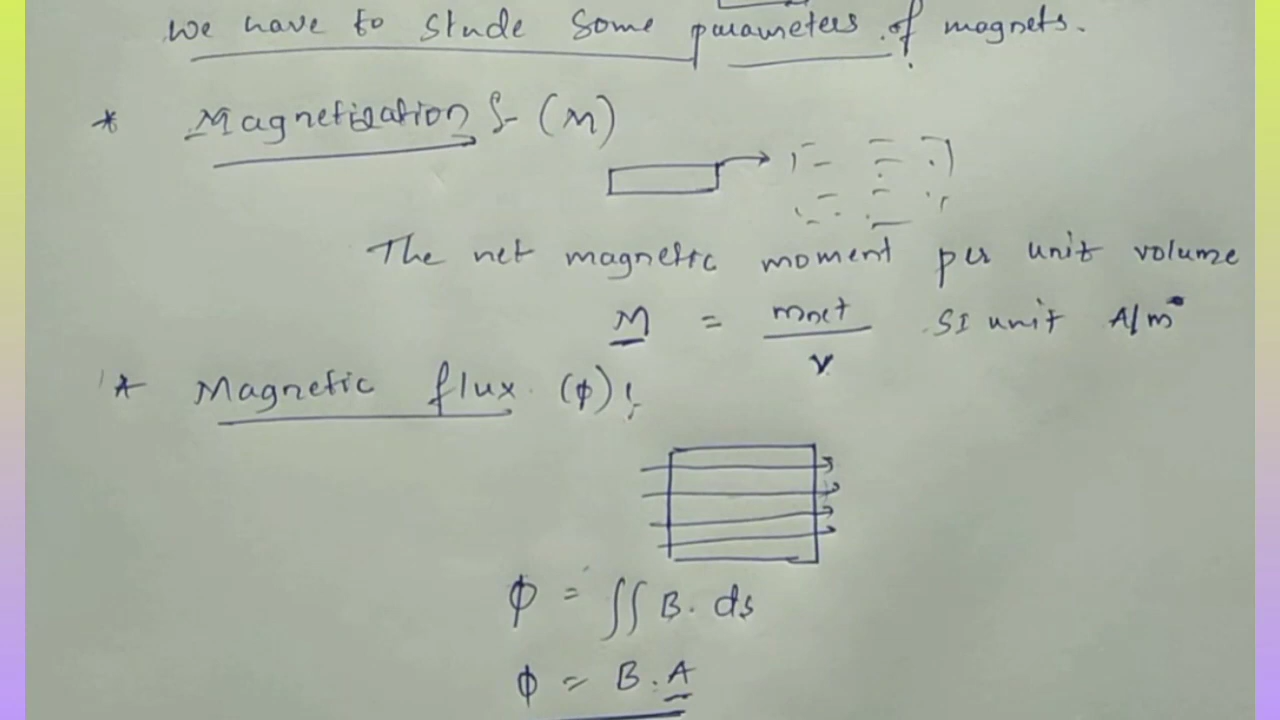 We have to stude some parameters of magnets.
* Magnetization :- (M)
The net magnetic moment per unit volume
M = mnet / V SI unit A/m
* Magnetic flux (ϕ) :
ϕ = ∫∫ B. ds
ϕ = B. A